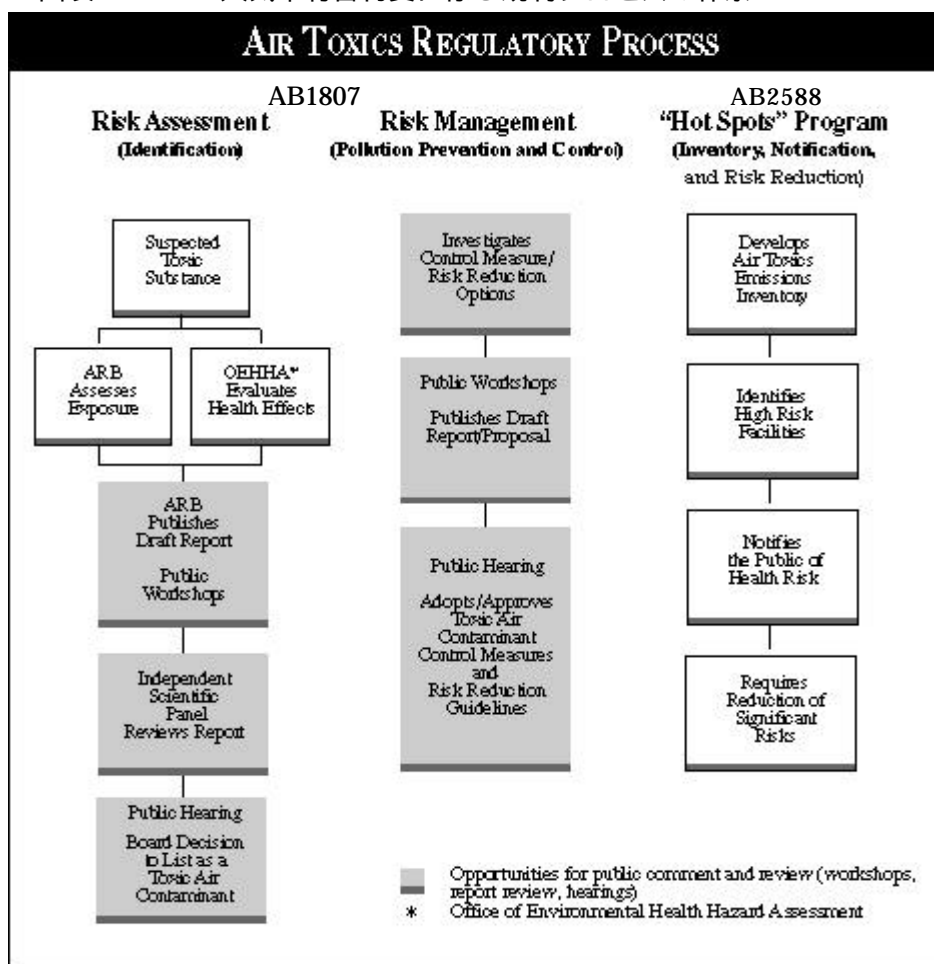 AIR TOXICS REGULATORY PROCESS
AB1807
Risk Assessment
(Identification)
Suspected
Toxic
Substance
ARB
Assesses
Exposure
OEHHA*
Evaluates
Health Effects
ARB
Publishes
Draft Report
Public
Workshops
Independent
Scientific
Panel
Reviews Report
Public Hearing
Board Decision
to List as a
Toxic Air
Contaminant
Risk Management
(Pollution Prevention and Control)
Investigates
Control Measure/
Risk Reduction
Options
Public Workshops
Publishes Draft
Report/Proposal
Public Hearing
Adopts/Approves
Toxic Air
Contaminant
Control Measures
and
Risk Reduction
Guidelines
AB2588
“Hot Spots” Program
(Inventory, Notification,
and Risk Reduction)
Develops
Air Toxics
Emissions
Inventory
Identifies
High Risk
Facilities
Notifies
the Public of
Health Risk
Requires
Reduction of
Significant
Risks
Opportunities for public comment and review (workshops,
report review, hearings)
* Office of Environmental Health Hazard Assessment